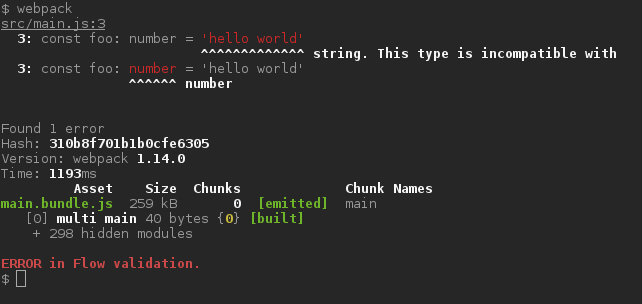 $ webpack
src/main.js:3
  3: const foo: number = 'hello world'
                         ^^^^^^^^^^^^^ string. This type is incompatible with
  3: const foo: number = 'hello world'
                ^^^^^^ number
Found 1 error
Hash: 310b8f701b1b0cfe6305
Version: webpack 1.14.0
Time: 1193ms
         Asset    Size  Chunks             Chunk Names
main.bundle.js  259 kB       0  [emitted]  main
   [0] multi main 40 bytes {0} [built]
    + 298 hidden modules
ERROR in Flow validation.
$